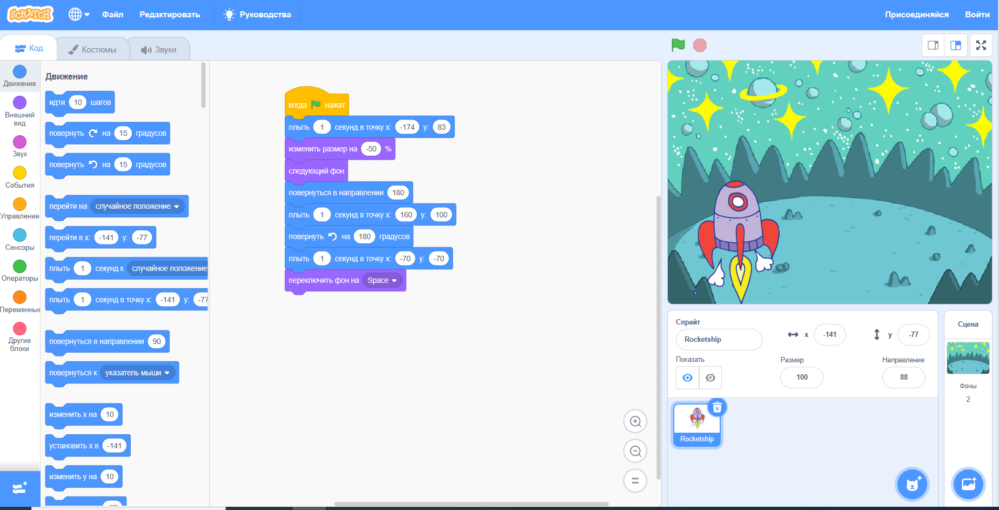 SCRATCH
Файл
Редактировать
Руководства
Присоединяйся
Войти
Код
Костюмы
Звуки
Движение
Внешний
вид
Звук
События
Управление
Сенсоры
Операторы
Переменные
Другие
блоки
Движение
идти 10 шагов
повернуть на 15 градусов
повернуть на 15 градусов
перейти на случайное положение
перейти в x: -141 y: -77
плыть 1 секунд к случайное положение
плыть 1 секунд в точку x: -141 y: -77
повернуться в направлении 90
повернуться к указатель мыши
изменить x на 10
установить x в -141
изменить y на 10
когда нажат
плыть 1 секунд в точку x: -174 y: 83
изменить размер на -50 %
следующий фон
повернуться в направлении 180
плыть 1 секунд в точку x: 160 y: 100
повернуть на 180 градусов
плыть 1 секунд в точку x: -70 y: -70
переключить фон на Space
Спрайт
Rocketship
x -141
y -77
Показать
Размер
100
Направление
88
Rocketship
Сцена
Фоны
2